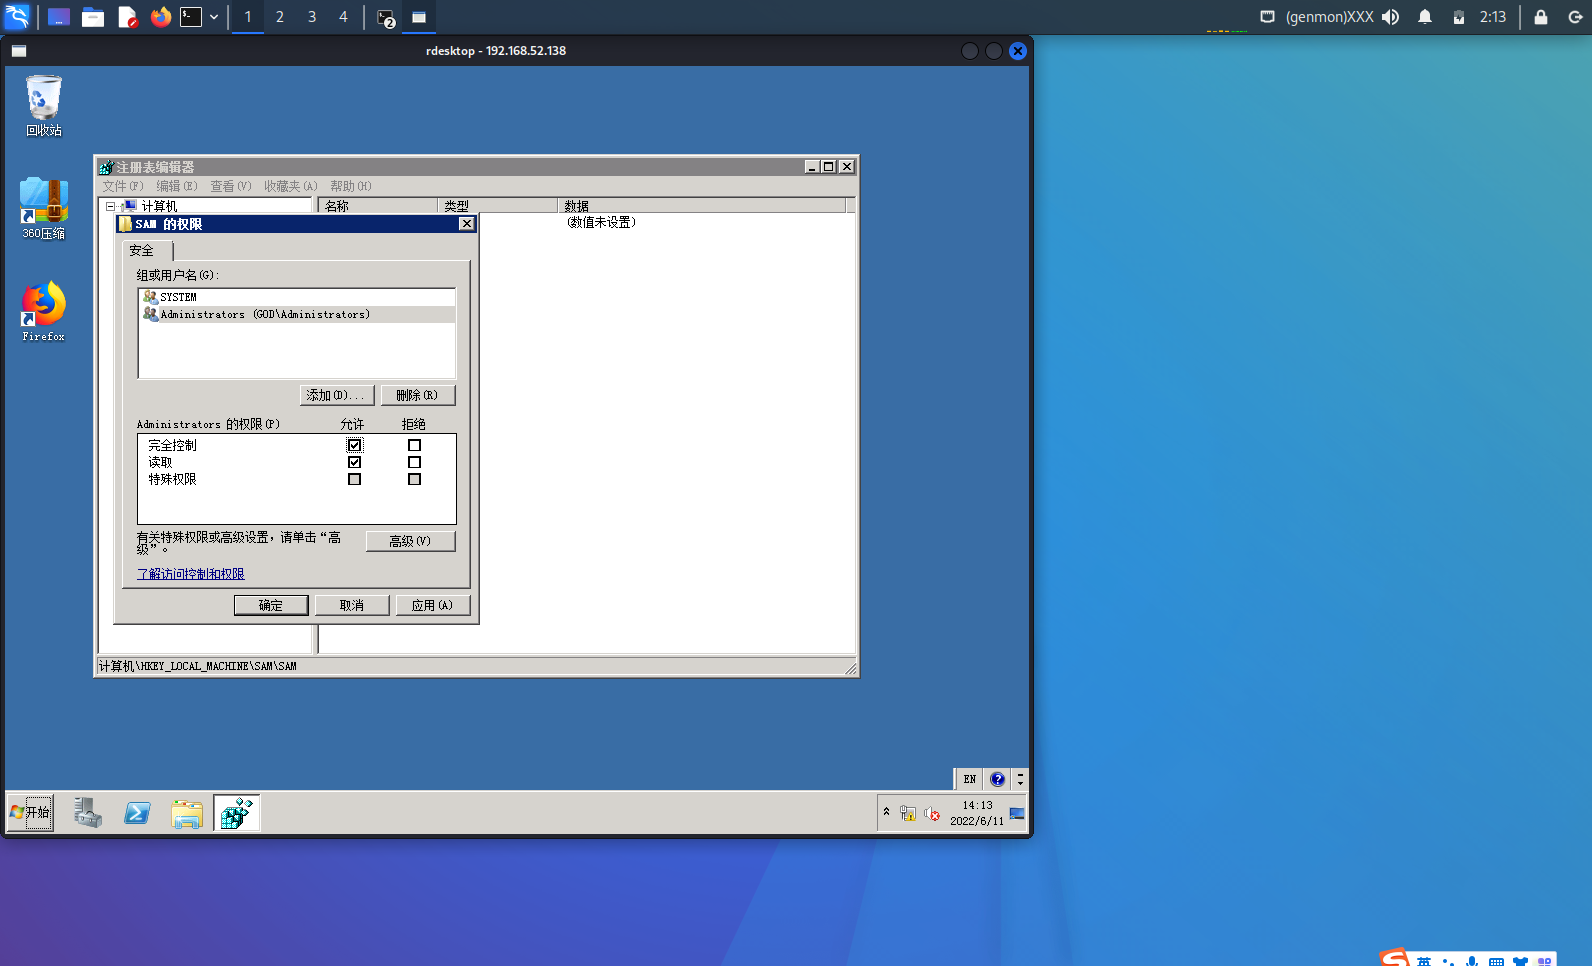 1 2 3 4 2 (genmon)XXX 2:13
rdesktop - 192.168.52.138
回收站
360压缩
Firefox
注册表编辑器
文件(F) 编辑(E) 查看(V) 收藏夹(A) 帮助(H)
计算机 名称 类型 数据
(数值未设置)
SAM 的权限
安全
组或用户名(G):
SYSTEM
Administrators (GOD\Administrators)
添加(D)... 删除(R)
Administrators 的权限(P) 允许 拒绝
完全控制
读取
特殊权限
有关特殊权限或高级设置，请单击“高
级”。
高级(V)
了解访问控制和权限
确定 取消 应用(A)
计算机\HKEY_LOCAL_MACHINE\SAM\SAM
EN
开始
14:13
2022/6/11
英